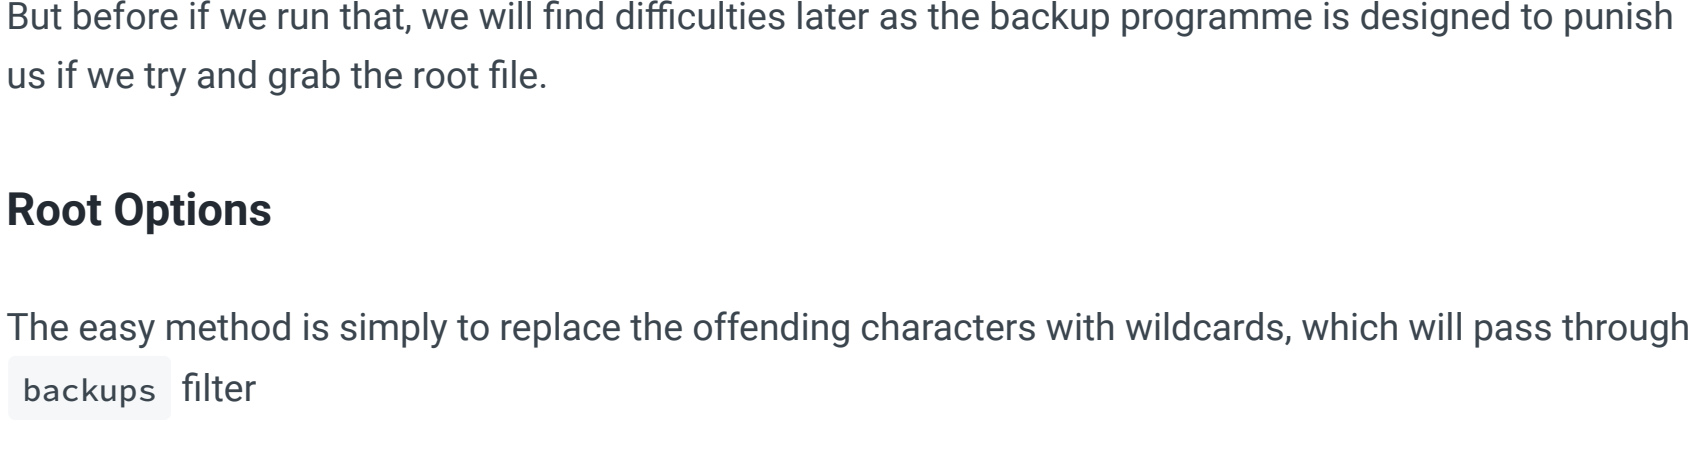 But before if we run that, we will find difficulties later as the backup programme is designed to punish
us if we try and grab the root file.
Root Options
The easy method is simply to replace the offending characters with wildcards, which will pass through
backups filter